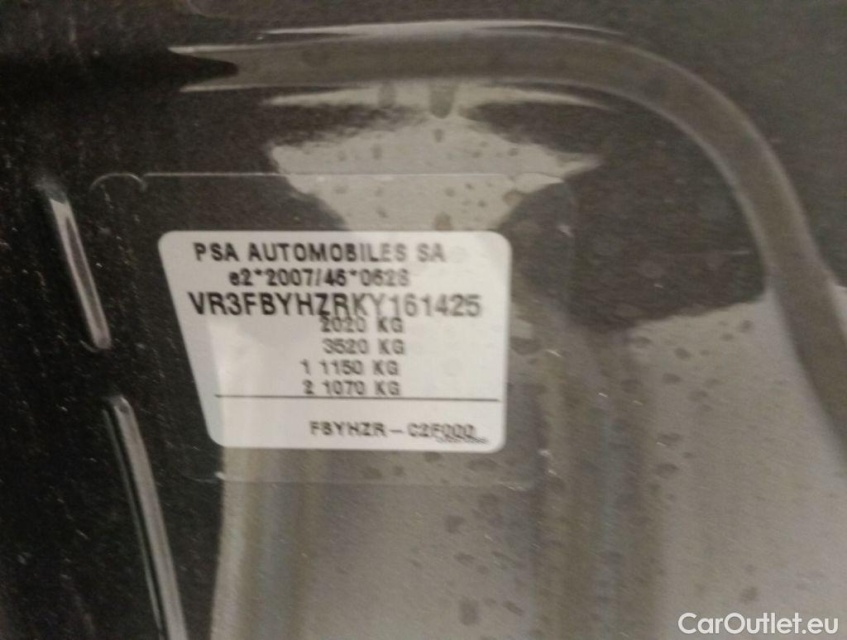 PSA AUTOMOBILES SA
e2*2007/46*0628
VR3FBYHZRKY161425
2020 KG
3520 KG
1 1150 KG
2 1070 KG
FBYHZR-C2F000
CarOutlet.eu